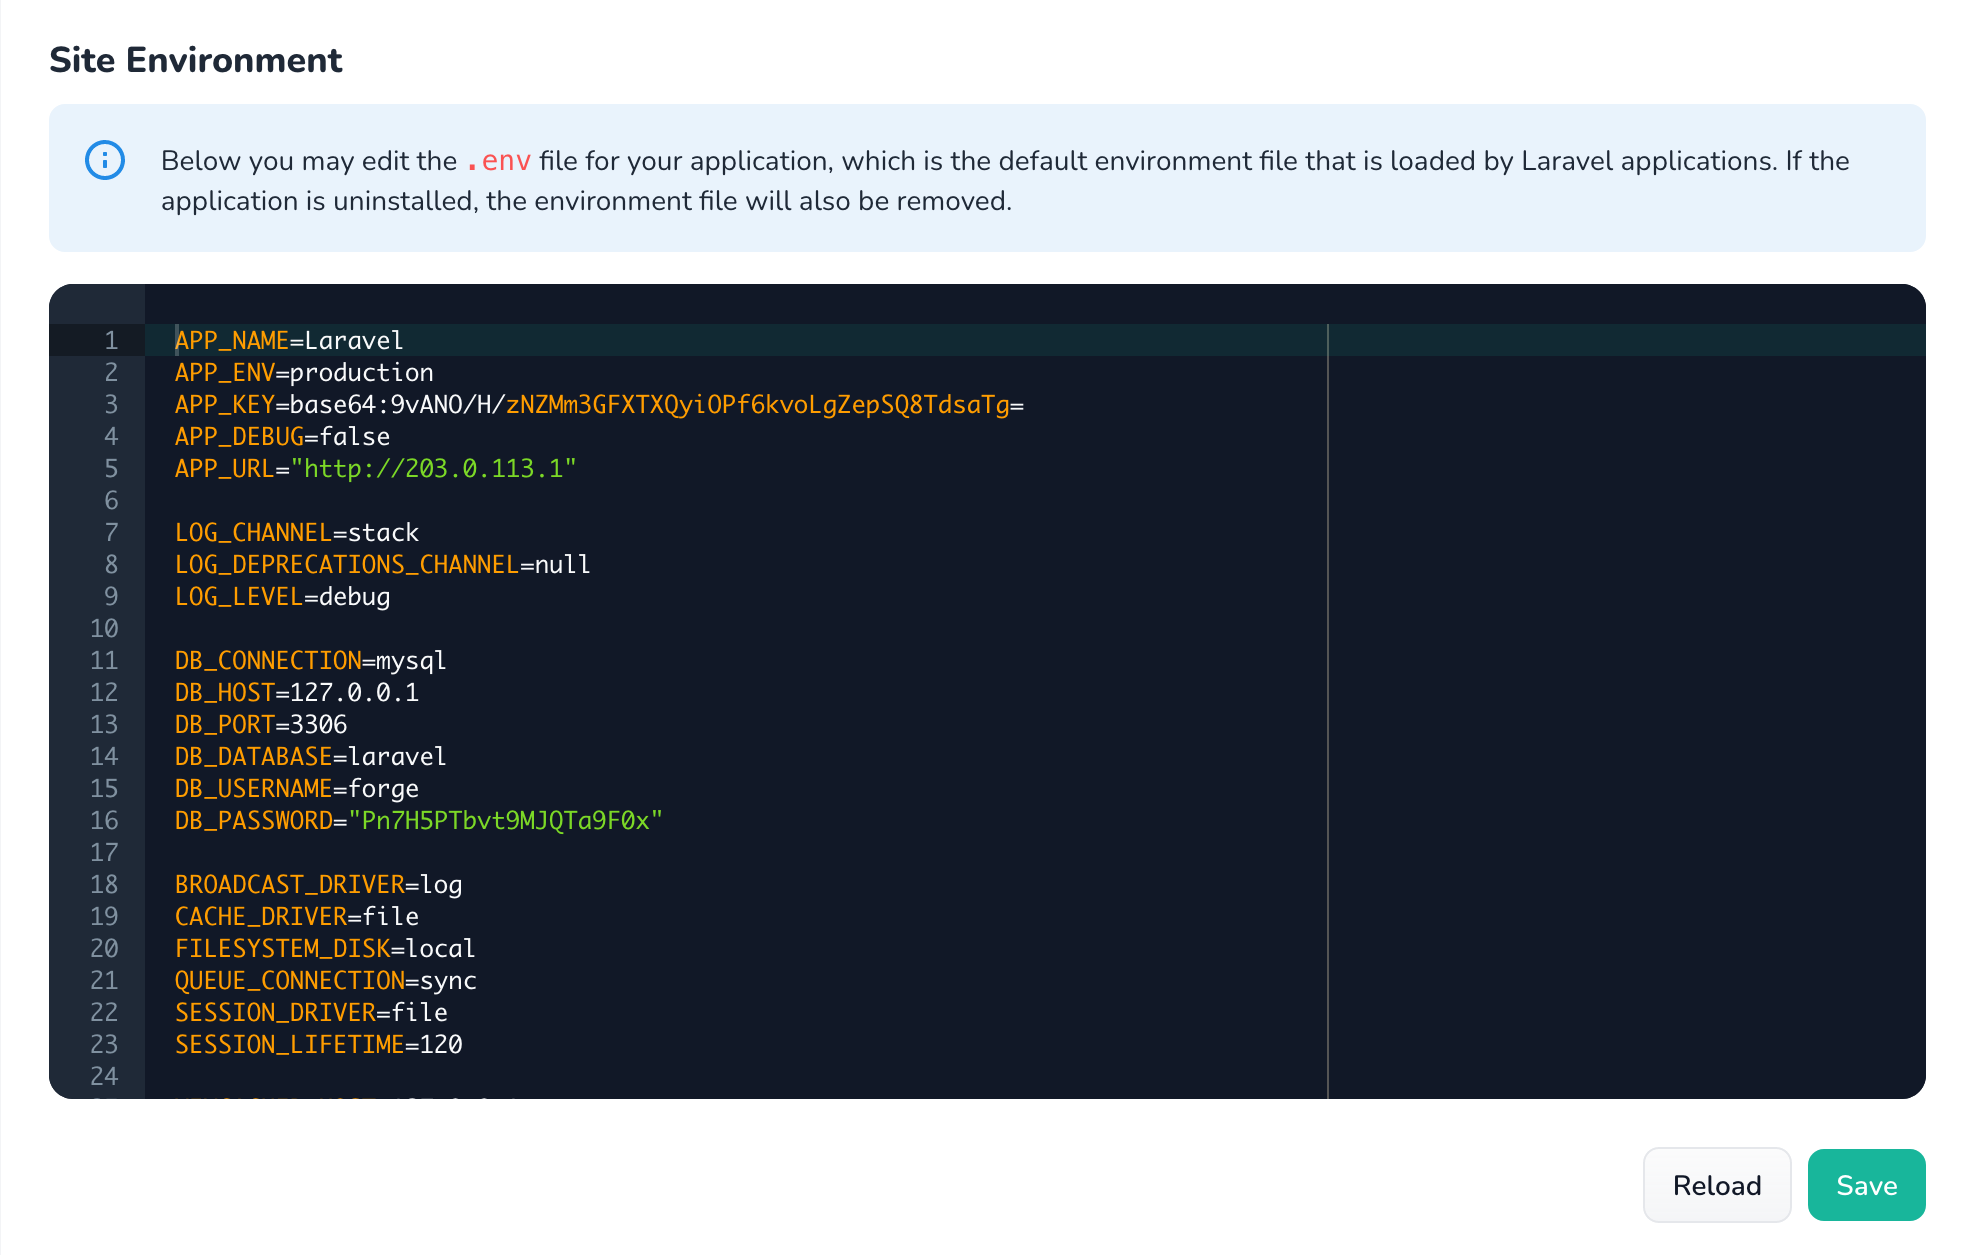 Site Environment
Below you may edit the .env file for your application, which is the default environment file that is loaded by Laravel applications. If the
application is uninstalled, the environment file will also be removed.
1 APP_NAME=Laravel
2 APP_ENV=production
3 APP_KEY=base64:9vANO/H/zNZMm3GFXTXQyiOPf6kvoLgZepSQ8TdsaTg=
4 APP_DEBUG=false
5 APP_URL="http://203.0.113.1"
6
7 LOG_CHANNEL=stack
8 LOG_DEPRECATIONS_CHANNEL=null
9 LOG_LEVEL=debug
10
11 DB_CONNECTION=mysql
12 DB_HOST=127.0.0.1
13 DB_PORT=3306
14 DB_DATABASE=laravel
15 DB_USERNAME=forge
16 DB_PASSWORD="Pn7H5PTbvt9MJQTa9F0x"
17
18 BROADCAST_DRIVER=log
19 CACHE_DRIVER=file
20 FILESYSTEM_DISK=local
21 QUEUE_CONNECTION=sync
22 SESSION_DRIVER=file
23 SESSION_LIFETIME=120
24
Reload
Save